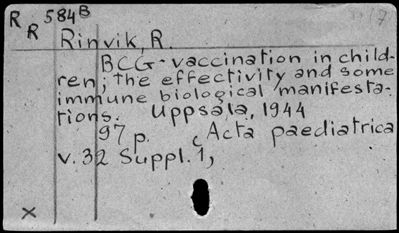 R 584B
R
Rinvik, R.
BCG-vaccination in child-
ren; the effectivity and some
immune biological manifesta-
tions. Uppsala, 1944
97 p. (Acta paediatrica
v. 32 Suppl. 1,
x